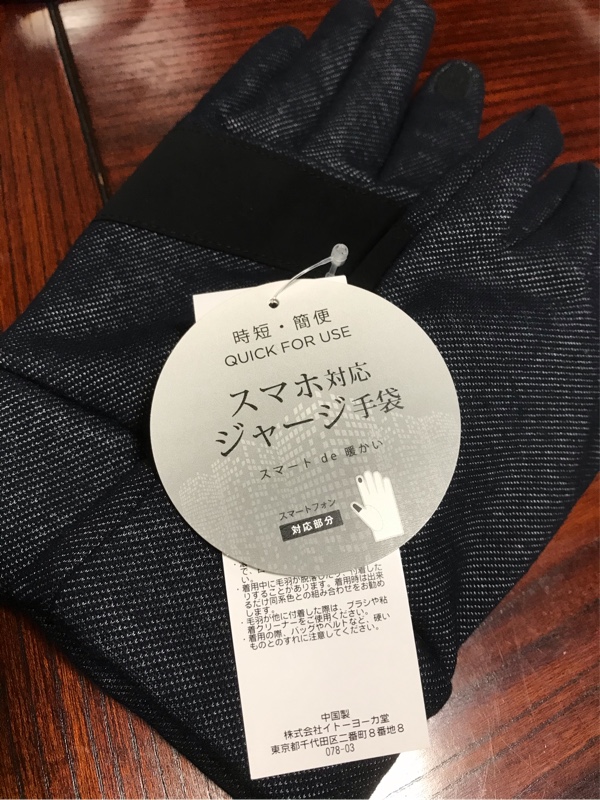 時短・簡便
QUICK FOR USE
スマホ対応
ジャージ手袋
スマート de 暖かい
スマートフォン
対応部分
い。
・着用中に毛羽が脱落したり、付着した
りすることがあります。着用時は出来
るだけ同系色との組み合わせをお勧め
します。
・毛羽が他に付着した際は、ブラシや粘
着クリーナーをご使用ください。
・着用の際、バッグやベルトなど、硬い
ものとのすれに注意してください。
中国製
株式会社イトーヨーカ堂
東京都千代田区二番町8番地8
078-03